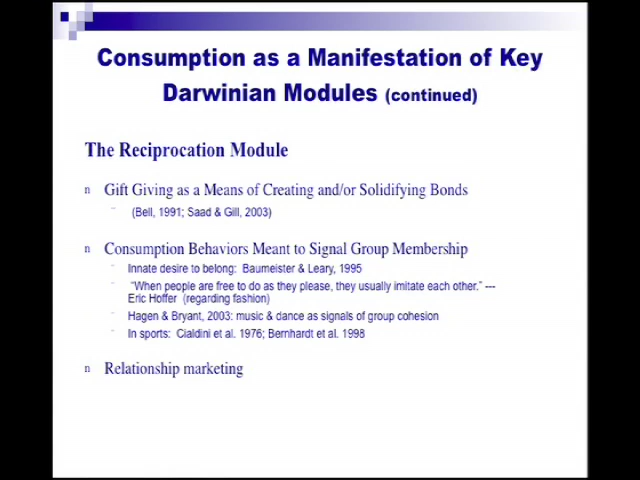 Consumption as a Manifestation of Key
Darwinian Modules (continued)
The Reciprocation Module
n Gift Giving as a Means of Creating and/or Solidifying Bonds
¨ (Bell, 1991; Saad & Gill, 2003)
n Consumption Behaviors Meant to Signal Group Membership
¨ Innate desire to belong: Baumeister & Leary, 1995
¨ "When people are free to do as they please, they usually imitate each other." ---
Eric Hoffer (regarding fashion)
¨ Hagen & Bryant, 2003: music & dance as signals of group cohesion
¨ In sports: Cialdini et al. 1976; Bernhardt et al. 1998
n Relationship marketing